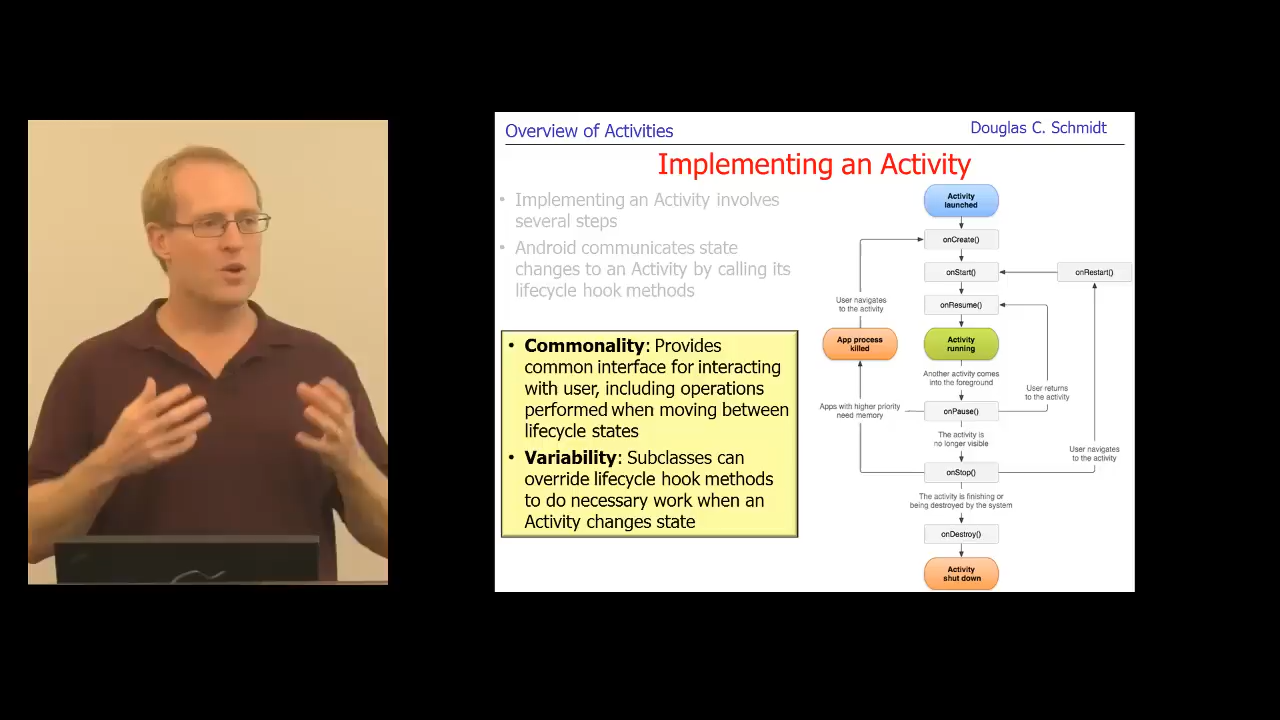 Overview of Activities
Douglas C. Schmidt
Implementing an Activity
• Implementing an Activity involves
several steps
• Android communicates state
changes to an Activity by calling its
lifecycle hook methods
• Commonality: Provides
common interface for interacting
with user, including operations
performed when moving between
lifecycle states
• Variability: Subclasses can
override lifecycle hook methods
to do necessary work when an
Activity changes state
Activity
launched
onCreate()
onStart()
onRestart()
onResume()
User navigates
to the activity
App process
killed
Activity
running
Another activity comes
into the foreground
User returns
to the activity
Apps with higher priority
need memory
onPause()
The activity is
no longer visible
User navigates
to the activity
onStop()
The activity is finishing or
being destroyed by the system
onDestroy()
Activity
shut down